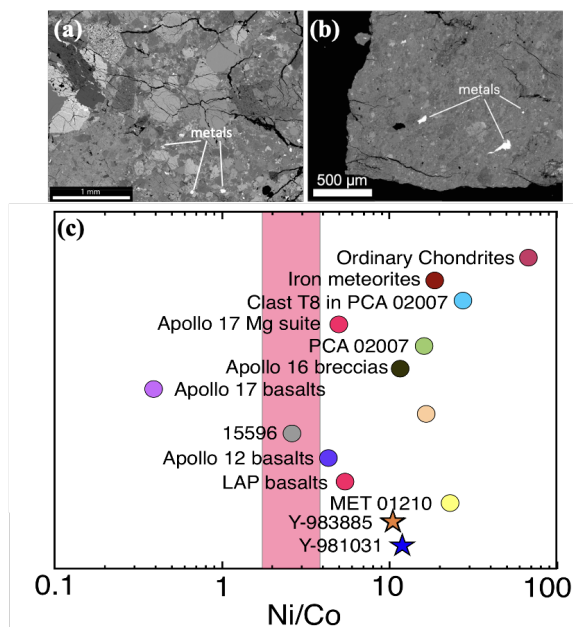 (a)
metals
1 mm
(b)
metals
500 µm
(c)
Ordinary Chondrites
Iron meteorites
Clast T8 in PCA 02007
Apollo 17 Mg suite
PCA 02007
Apollo 16 breccias
Apollo 17 basalts
15596
Apollo 12 basalts
LAP basalts
MET 01210
Y-983885
Y-981031
0.1 1 10 100
Ni/Co